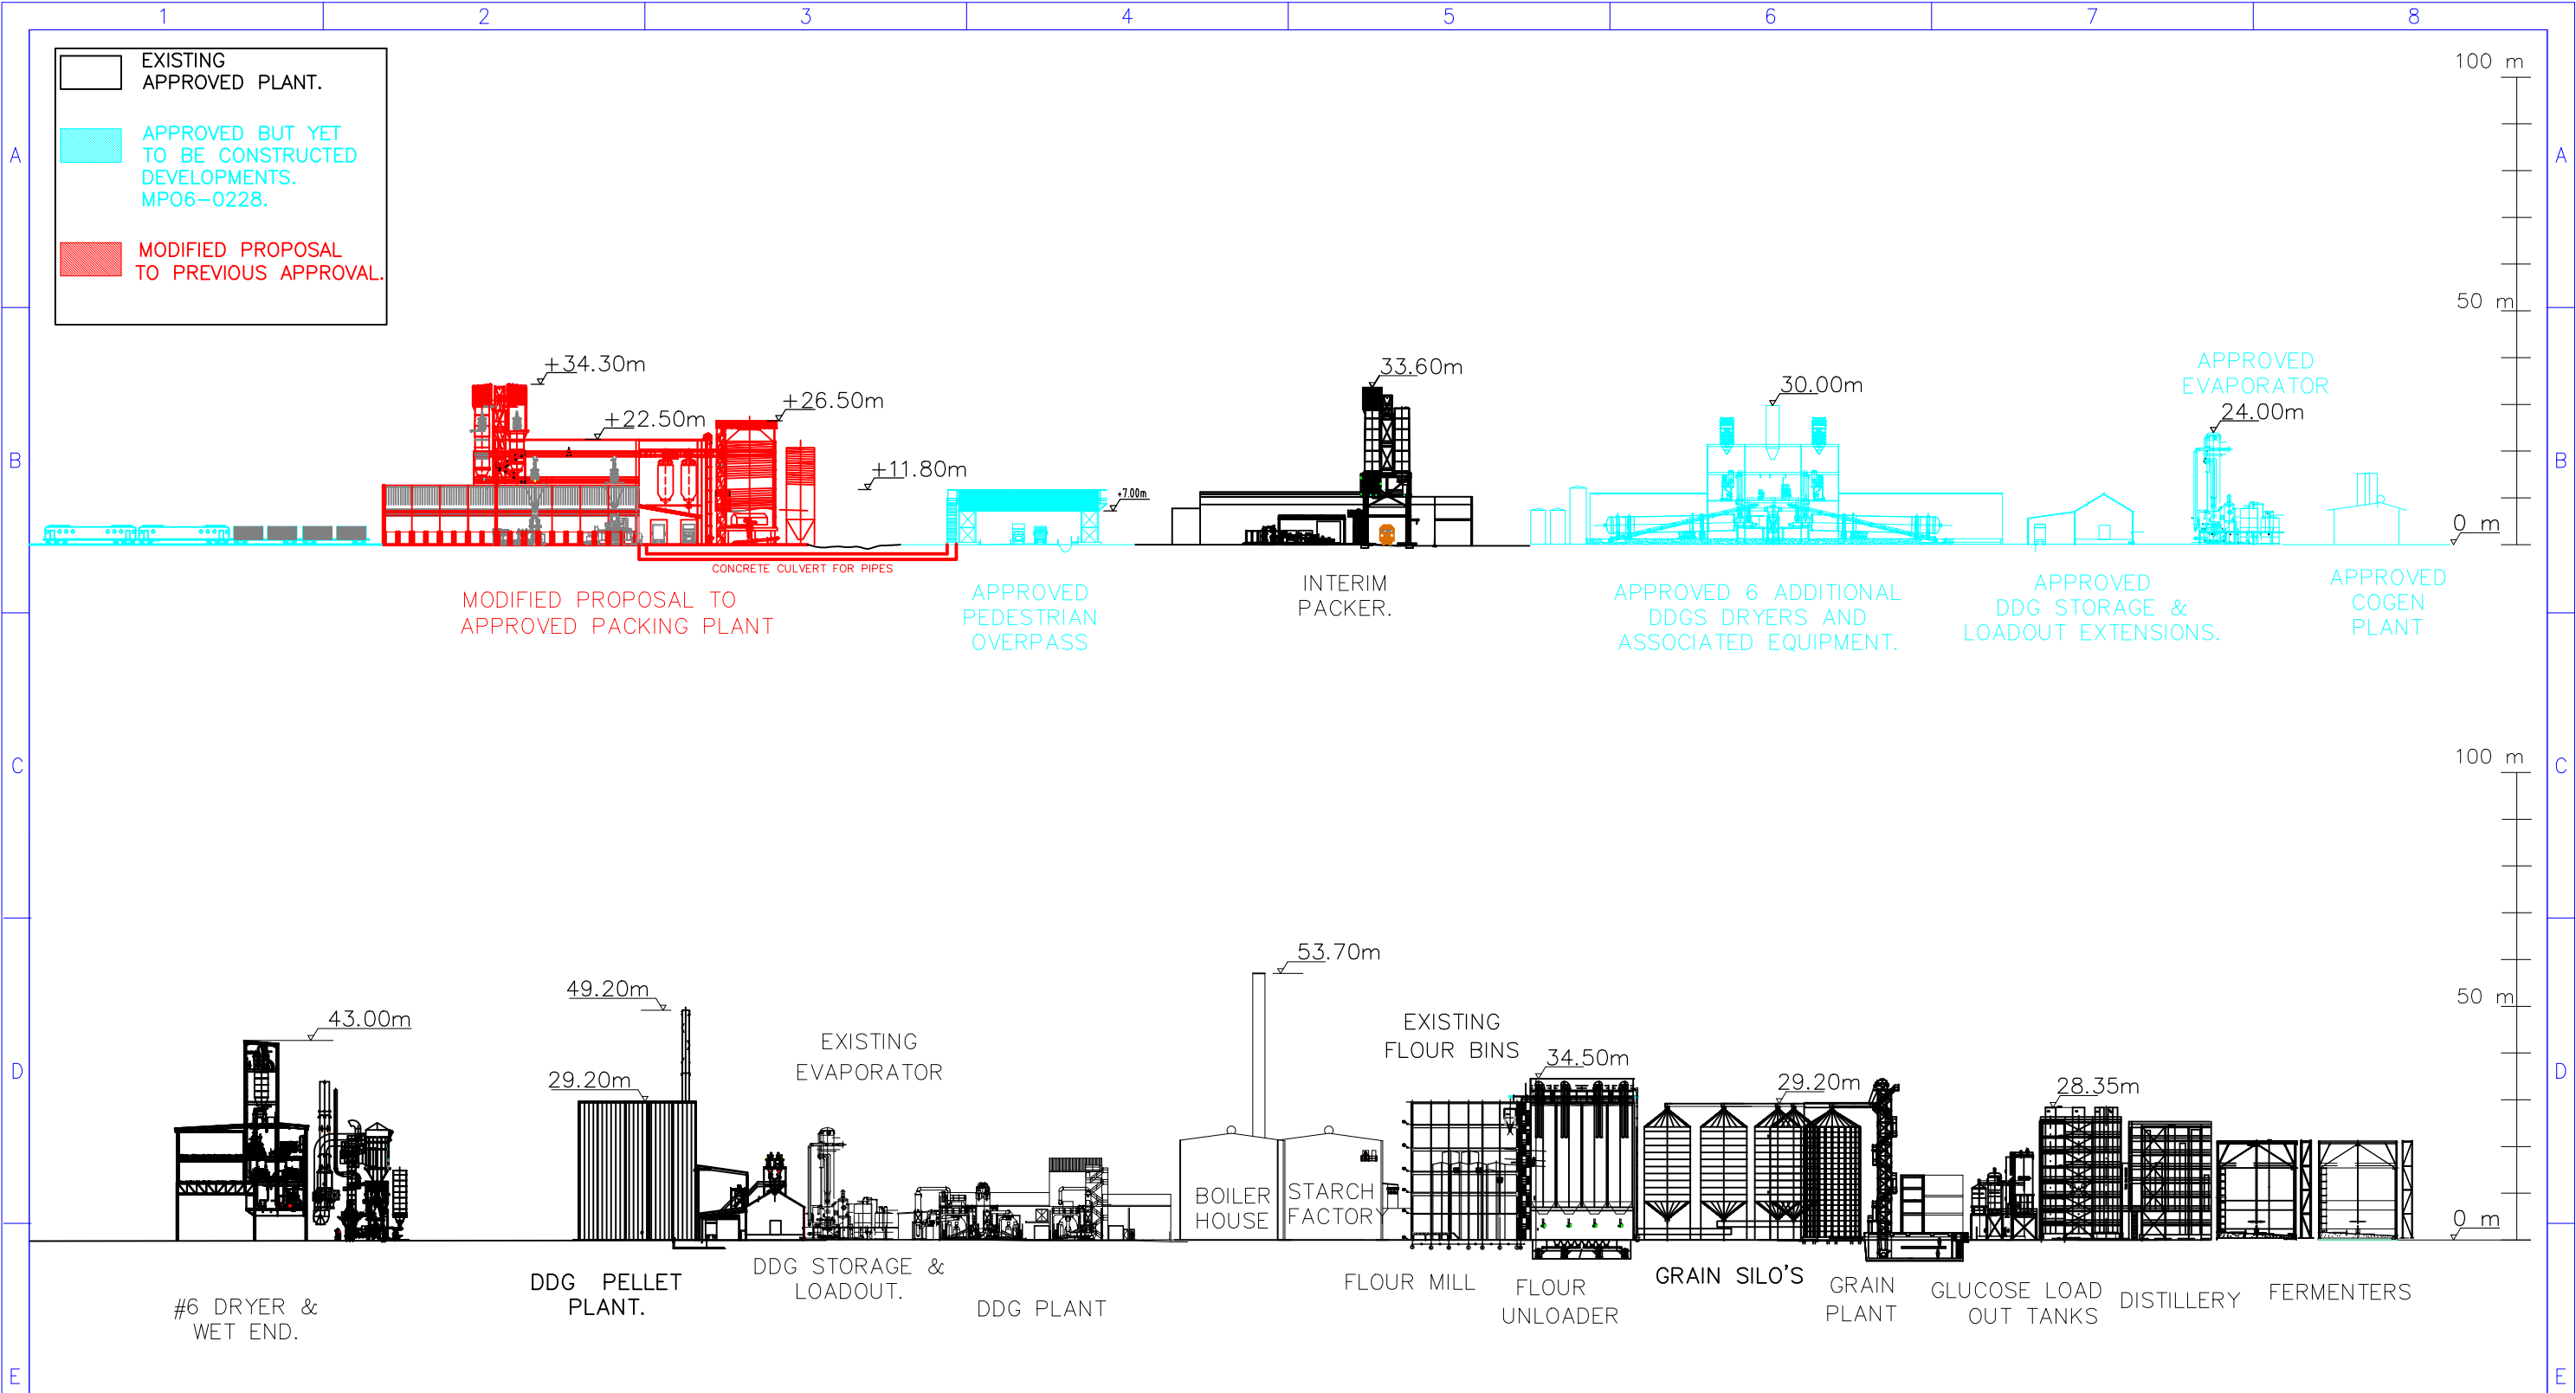 1 2 3 4 5 6 7 8
EXISTING
APPROVED PLANT.
APPROVED BUT YET
TO BE CONSTRUCTED
DEVELOPMENTS.
MP06-0228.
MODIFIED PROPOSAL
TO PREVIOUS APPROVAL.
100 m
A A
50 m
+34.30m
+22.50m
+26.50m
+11.80m
+7.00m
33.60m
30.00m
APPROVED
EVAPORATOR
24.00m
B B
0 m
CONCRETE CULVERT FOR PIPES
MODIFIED PROPOSAL TO
APPROVED PACKING PLANT
APPROVED
PEDESTRIAN
OVERPASS
INTERIM
PACKER.
APPROVED 6 ADDITIONAL
DDGS DRYERS AND
ASSOCIATED EQUIPMENT.
APPROVED
DDG STORAGE &
LOADOUT EXTENSIONS.
APPROVED
COGEN
PLANT
C C
100 m
50 m
53.70m
49.20m
43.00m
29.20m
EXISTING
EVAPORATOR
EXISTING
FLOUR BINS
34.50m
29.20m
28.35m
D D
BOILER
HOUSE
STARCH
FACTORY
0 m
#6 DRYER &
WET END.
DDG PELLET
PLANT.
DDG STORAGE &
LOADOUT.
DDG PLANT
FLOUR MILL
FLOUR
UNLOADER
GRAIN SILO'S
GRAIN
PLANT
GLUCOSE LOAD
OUT TANKS
DISTILLERY
FERMENTERS
E E